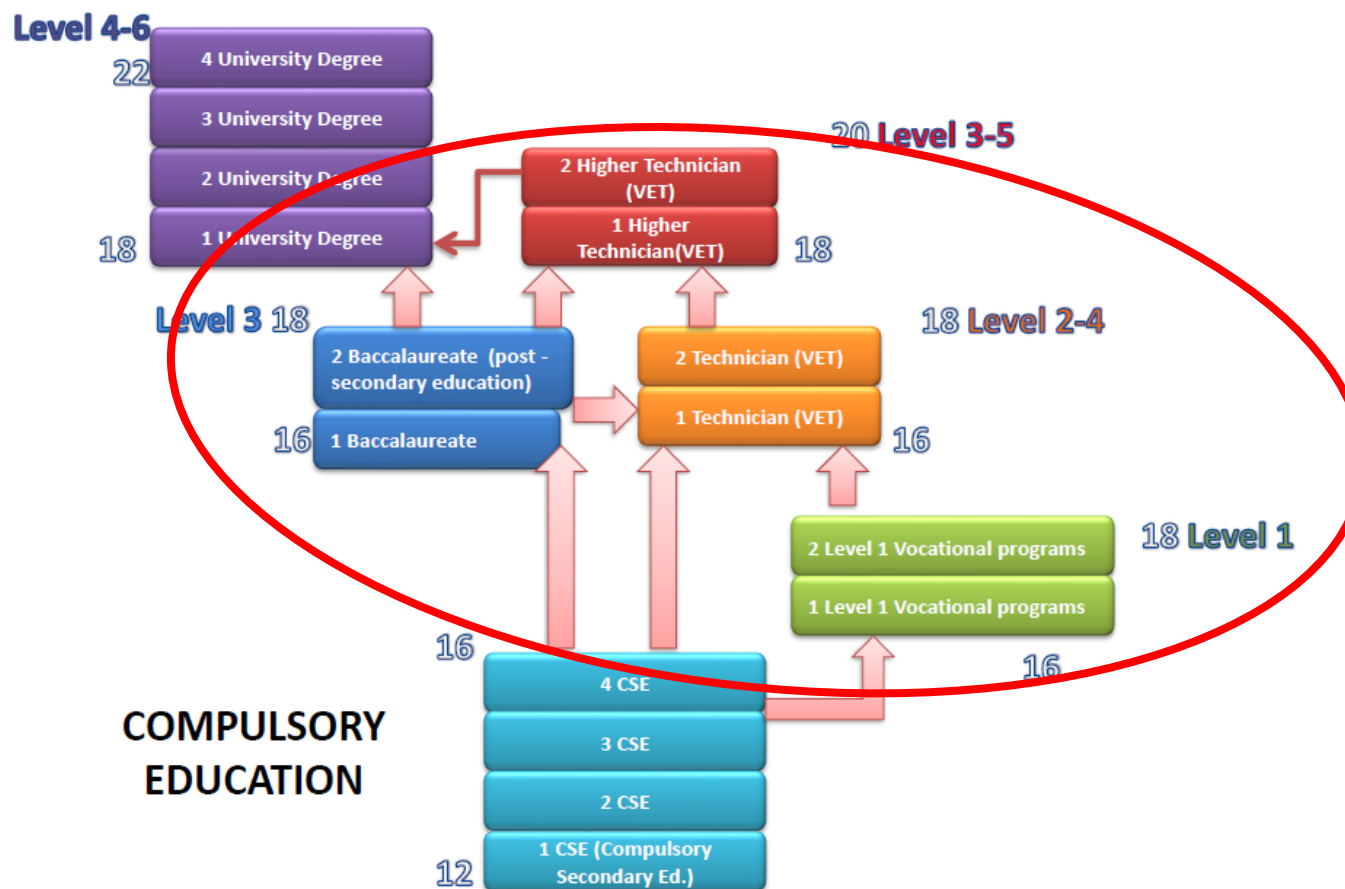 Level 4-6
4 University Degree
22
3 University Degree
20 Level 3-5
2 University Degree
2 Higher Technician
(VET)
18
1 University Degree
1 Higher
Technician(VET)
18
Level 3 18
18 Level 2-4
2 Baccalaureate (post -
secondary education)
2 Technician (VET)
16
1 Baccalaureate
1 Technician (VET)
16
2 Level 1 Vocational programs
18 Level 1
1 Level 1 Vocational programs
16
16
4 CSE
COMPULSORY
EDUCATION
3 CSE
2 CSE
12
1 CSE (Compulsory
Secondary Ed.)